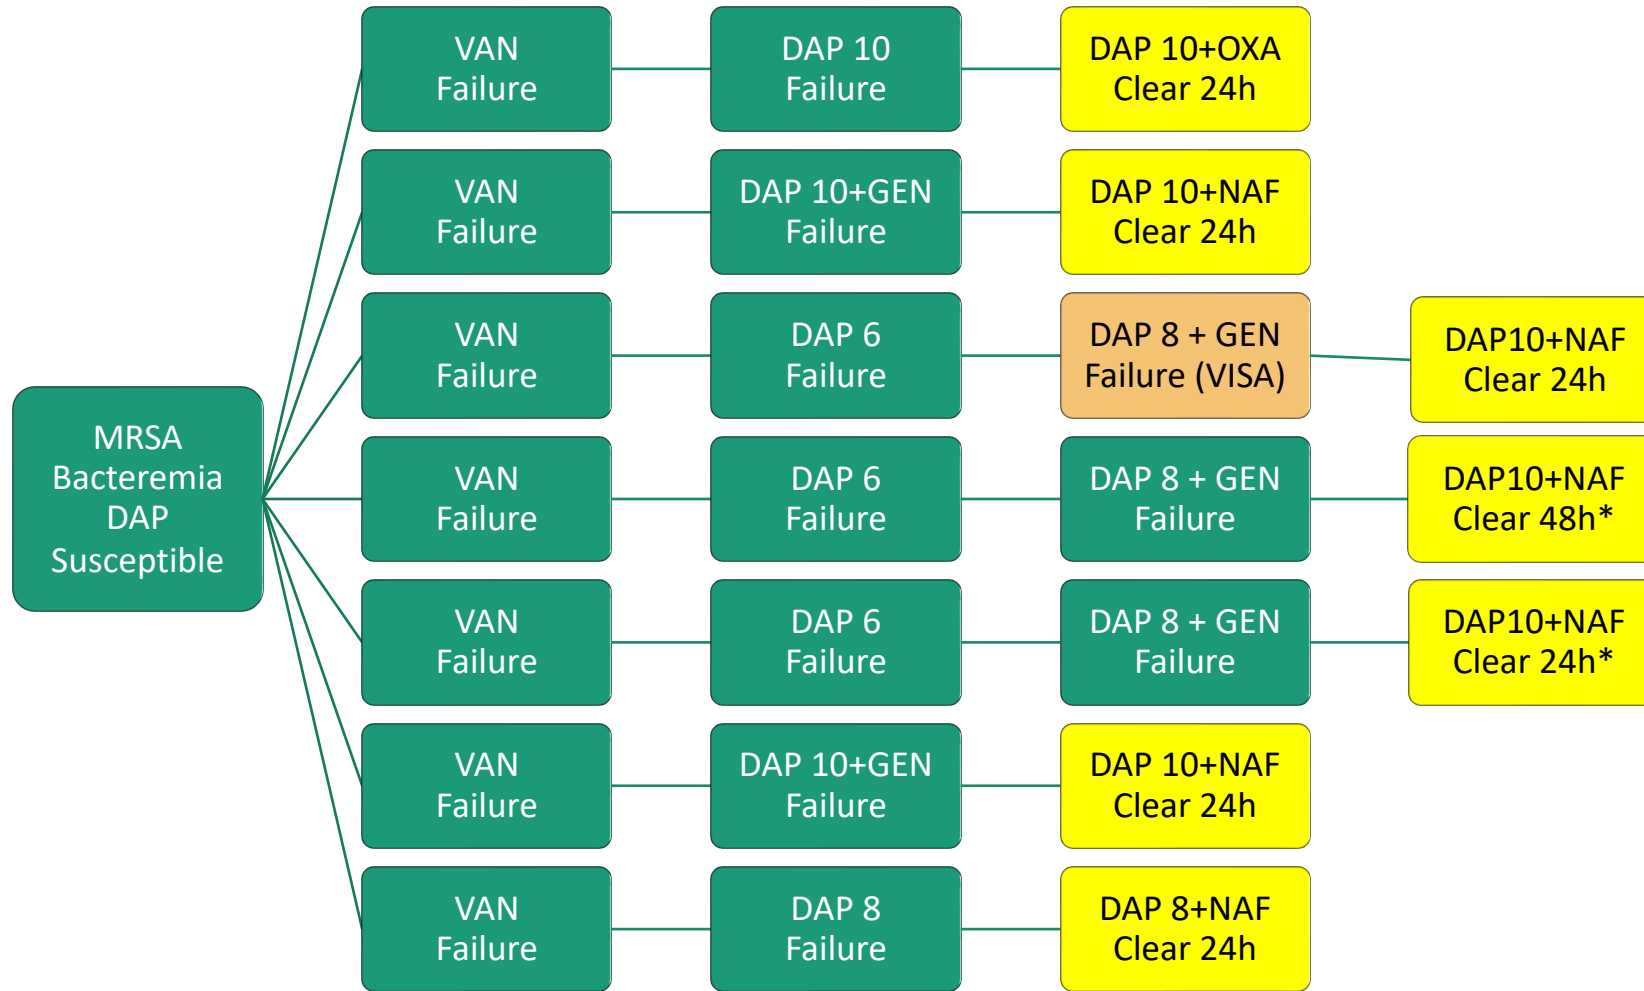 MRSA
Bacteremia
DAP
Susceptible
VAN
Failure
DAP 10
Failure
DAP 10+OXA
Clear 24h
VAN
Failure
DAP 10+GEN
Failure
DAP 10+NAF
Clear 24h
VAN
Failure
DAP 6
Failure
DAP 8 + GEN
Failure (VISA)
DAP10+NAF
Clear 24h
VAN
Failure
DAP 6
Failure
DAP 8 + GEN
Failure
DAP10+NAF
Clear 48h*
VAN
Failure
DAP 6
Failure
DAP 8 + GEN
Failure
DAP10+NAF
Clear 24h*
VAN
Failure
DAP 10+GEN
Failure
DAP 10+NAF
Clear 24h
VAN
Failure
DAP 8
Failure
DAP 8+NAF
Clear 24h